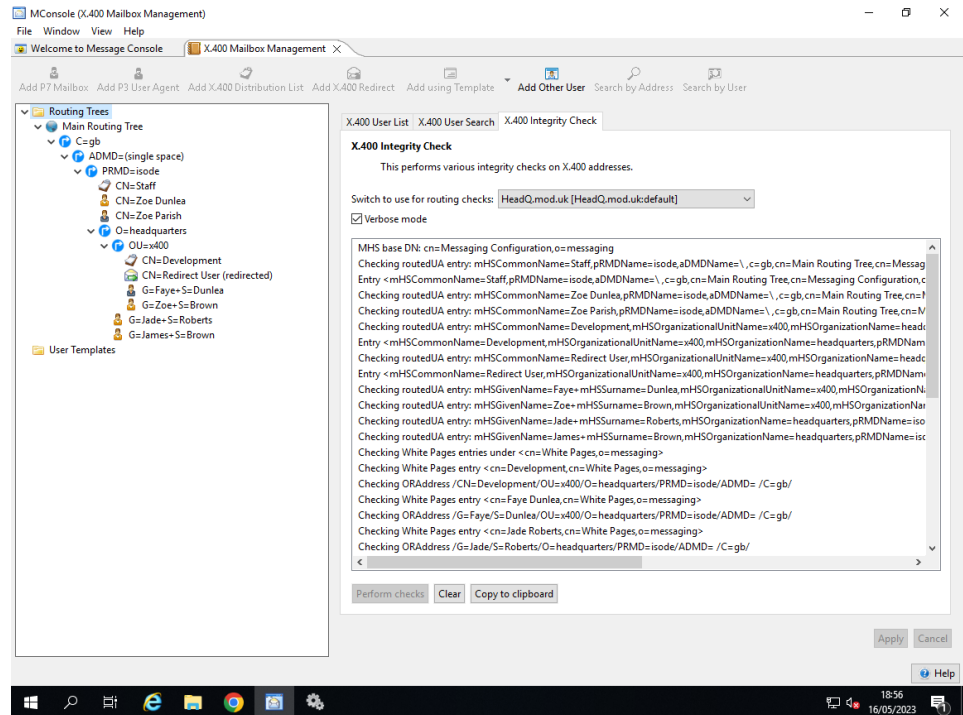 MConsole (X.400 Mailbox Management)
File Window View Help
Welcome to Message Console X.400 Mailbox Management
Add P7 Mailbox Add P3 User Agent Add X.400 Distribution List Add X.400 Redirect Add using Template Add Other User Search by Address Search by User
Routing Trees
Main Routing Tree
C=gb
ADMD=(single space)
PRMD=isode
CN=Staff
CN=Zoe Dunlea
CN=Zoe Parish
O=headquarters
OU=x400
CN=Development
CN=Redirect User (redirected)
G=Faye+S=Dunlea
G=Zoe+S=Brown
G=Jade+S=Roberts
G=James+S=Brown
User Templates
X.400 User List X.400 User Search X.400 Integrity Check
X.400 Integrity Check
This performs various integrity checks on X.400 addresses.
Switch to use for routing checks: HeadQ.mod.uk [HeadQ.mod.uk:default]
Verbose mode
MHS base DN: cn=Messaging Configuration,o=messaging
Checking routedUA entry: mHSCommonName=Staff,pRMDName=isode,aDMDName=\ ,c=gb,cn=Main Routing Tree,cn=Messag
Entry <mHSCommonName=Staff,pRMDName=isode,aDMDName=\ ,c=gb,cn=Main Routing Tree,cn=Messaging Configuration,c
Checking routedUA entry: mHSCommonName=Zoe Dunlea,pRMDName=isode,aDMDName=\ ,c=gb,cn=Main Routing Tree,cn=M
Checking routedUA entry: mHSCommonName=Zoe Parish,pRMDName=isode,aDMDName=\ ,c=gb,cn=Main Routing Tree,cn=M
Checking routedUA entry: mHSCommonName=Development,mHSOrganizationalUnitName=x400,mHSOrganizationName=headq
Entry <mHSCommonName=Development,mHSOrganizationalUnitName=x400,mHSOrganizationName=headquarters,pRMDNam
Checking routedUA entry: mHSCommonName=Redirect User,mHSOrganizationalUnitName=x400,mHSOrganizationName=headq
Entry <mHSCommonName=Redirect User,mHSOrganizationalUnitName=x400,mHSOrganizationName=headquarters,pRMDName
Checking routedUA entry: mHSGivenName=Faye+mHSSurname=Dunlea,mHSOrganizationalUnitName=x400,mHSOrganizationNa
Checking routedUA entry: mHSGivenName=Zoe+mHSSurname=Brown,mHSOrganizationalUnitName=x400,mHSOrganizationNar
Checking routedUA entry: mHSGivenName=Jade+mHSSurname=Roberts,mHSOrganizationName=headquarters,pRMDName=iso
Checking routedUA entry: mHSGivenName=James+mHSSurname=Brown,mHSOrganizationName=headquarters,pRMDName=isc
Checking White Pages entries under <cn=White Pages,o=messaging>
Checking White Pages entry <cn=Development,cn=White Pages,o=messaging>
Checking ORAddress /CN=Development/OU=x400/O=headquarters/PRMD=isode/ADMD= /C=gb/
Checking White Pages entry <cn=Faye Dunlea,cn=White Pages,o=messaging>
Checking ORAddress /G=Faye/S=Dunlea/OU=x400/O=headquarters/PRMD=isode/ADMD= /C=gb/
Checking White Pages entry <cn=Jade Roberts,cn=White Pages,o=messaging>
Checking ORAddress /G=Jade/S=Roberts/O=headquarters/PRMD=isode/ADMD= /C=gb/
Perform checks Clear Copy to clipboard
Apply Cancel
Help
18:56
16/05/2023